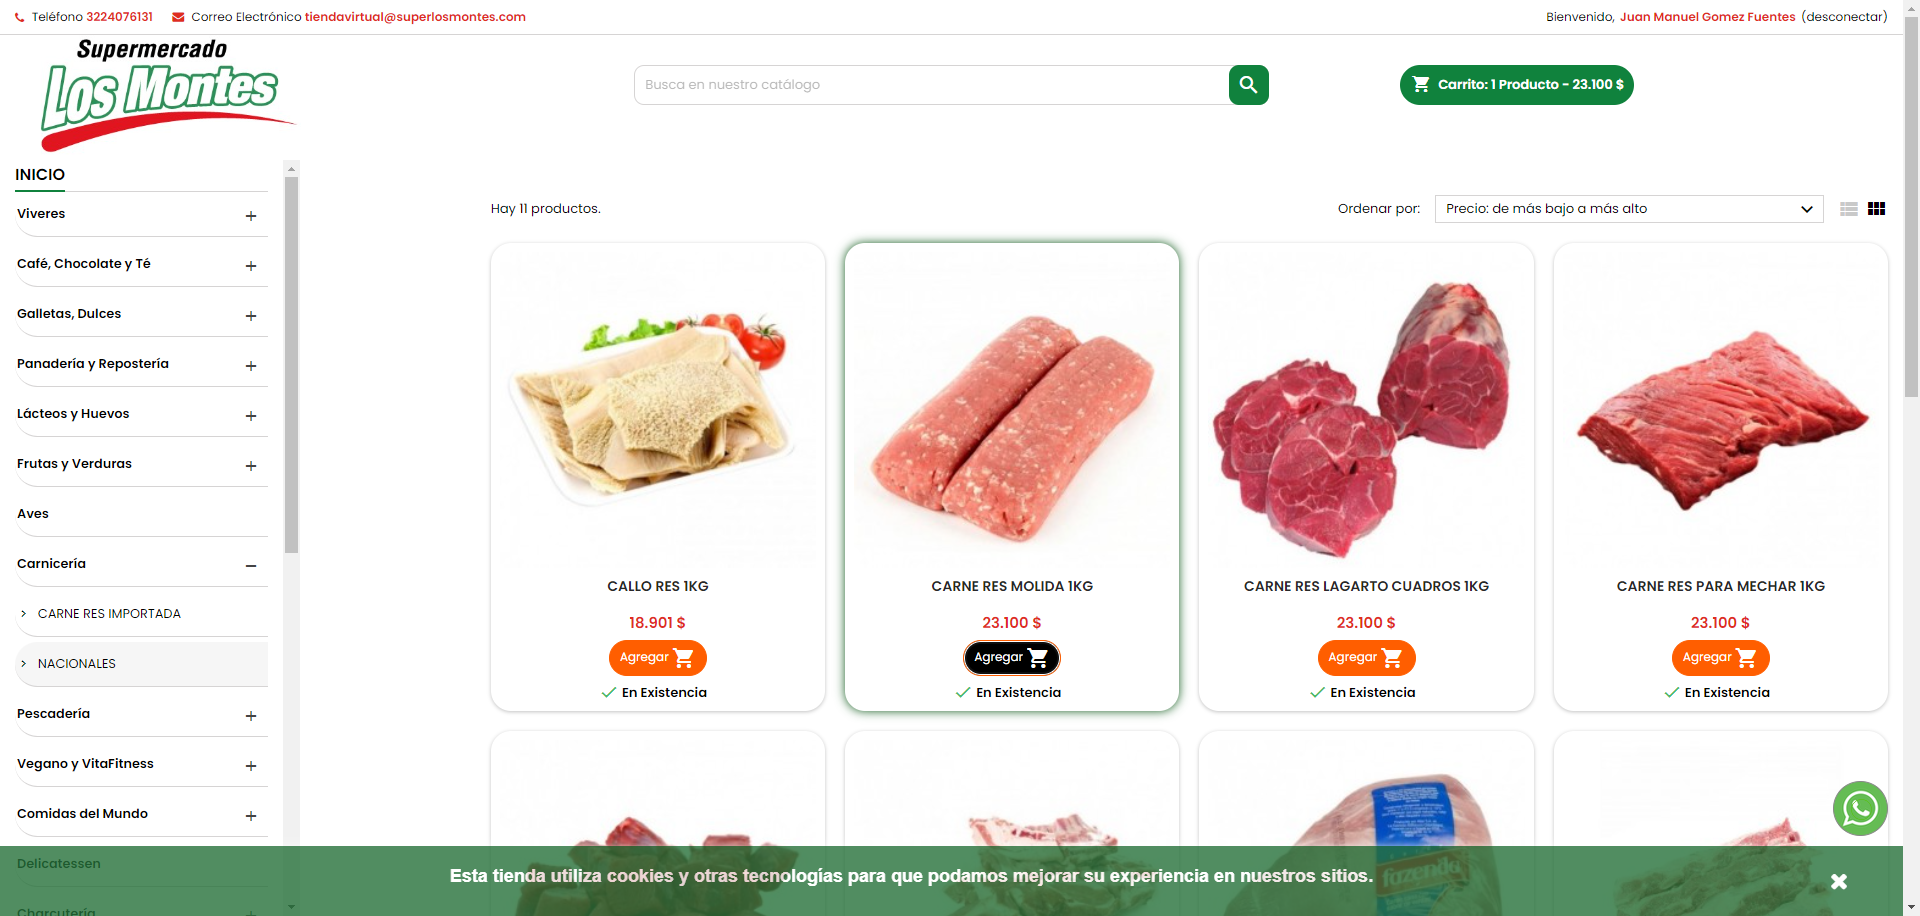 Teléfono 3224076131 Correo Electrónico tiendavirtual@superlosmontes.com
Bienvenido, Juan Manuel Gomez Fuentes (desconectar)
Supermercado
Los Montes
Busca en nuestro catálogo
Carrito: 1 Producto - 23.100 $
INICIO
Viveres
Café, Chocolate y Té
Galletas, Dulces
Panadería y Repostería
Lácteos y Huevos
Frutas y Verduras
Aves
Carnicería
CARNE RES IMPORTADA
NACIONALES
Pescadería
Vegano y VitaFitness
Comidas del Mundo
Delicatessen
Charcutería
Hay 11 productos.
Ordenar por: Precio: de más bajo a más alto
CALLO RES 1KG
18.901 $
Agregar
En Existencia
CARNE RES MOLIDA 1KG
23.100 $
Agregar
En Existencia
CARNE RES LAGARTO CUADROS 1KG
23.100 $
Agregar
En Existencia
CARNE RES PARA MECHAR 1KG
23.100 $
Agregar
En Existencia
fazenda
Esta tienda utiliza cookies y otras tecnologías para que podamos mejorar su experiencia en nuestros sitios.